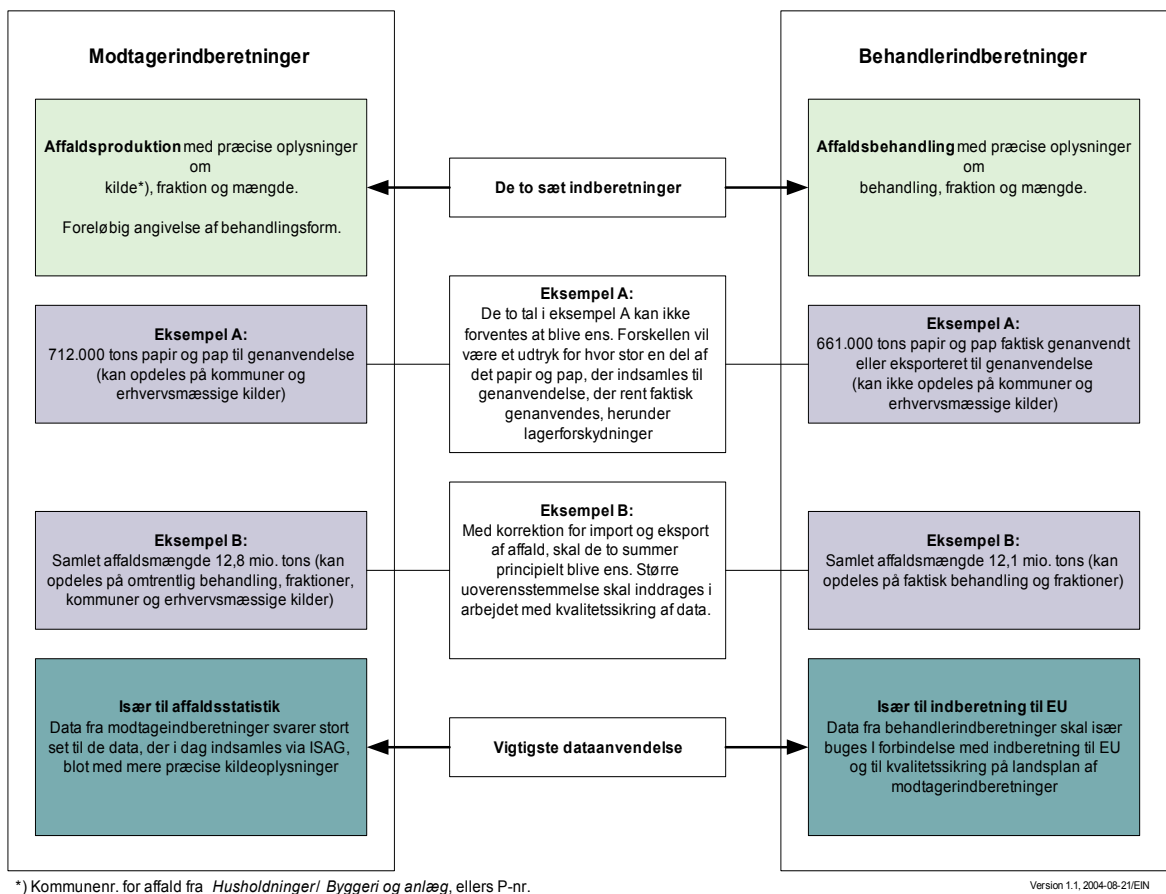 Modtagerindberetninger
Affaldsproduktion med præcise oplysninger
om
kilde*), fraktion og mængde.
Foreløbig angivelse af behandlingsform.
Eksempel A:
712.000 tons papir og pap til genanvendelse
(kan opdeles på kommuner og
erhvervsmæssige kilder)
Eksempel B:
Samlet affaldsmængde 12,8 mio. tons (kan
opdeles på omtrentlig behandling, fraktioner,
kommuner og erhvervsmæssige kilder)
Især til affaldsstatistik
Data fra modtageindberetninger svarer stort
set til de data, der i dag indsamles via ISAG,
blot med mere præcise kildeoplysninger
De to sæt indberetninger
Eksempel A:
De to tal i eksempel A kan ikke
forventes at blive ens. Forskellen vil
være et udtryk for hvor stor en del af
det papir og pap, der indsamles til
genanvendelse, der rent faktisk
genanvendes, herunder
lagerforskydninger
Eksempel B:
Med korrektion for import og eksport
af affald, skal de to summer
principielt blive ens. Større
uoverensstemmelse skal inddrages i
arbejdet med kvalitetssikring af data.
Vigtigste dataanvendelse
Behandlerindberetninger
Affaldsbehandling med præcise oplysninger
om
behandling, fraktion og mængde.
Eksempel A:
661.000 tons papir og pap faktisk genanvendt
eller eksporteret til genanvendelse
(kan ikke opdeles på kommuner og
erhvervsmæssige kilder)
Eksempel B:
Samlet affaldsmængde 12,1 mio. tons (kan
opdeles på faktisk behandling og fraktioner)
Især til indberetning til EU
Data fra behandlerindberetninger skal især
buges I forbindelse med indberetning til EU
og til kvalitetssikring på landsplan af
modtagerindberetninger
*) Kommunenr. for affald fra Husholdninger/ Byggeri og anlæg, ellers P-nr.
Version 1.1, 2004-08-21/EIN